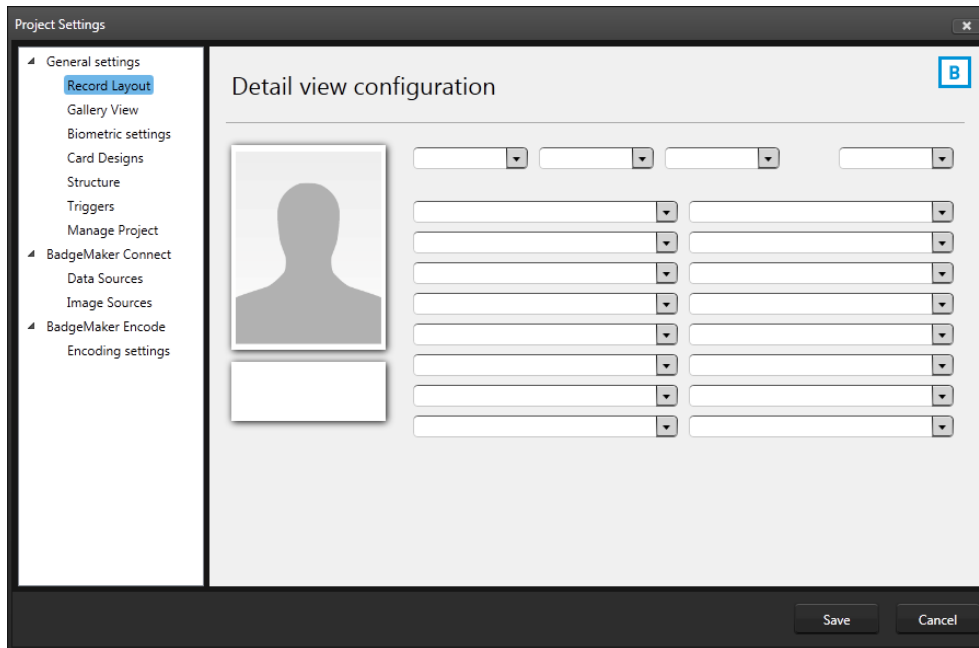 Project Settings
General settings
Record Layout
Gallery View
Biometric settings
Card Designs
Structure
Triggers
Manage Project
BadgeMaker Connect
Data Sources
Image Sources
BadgeMaker Encode
Encoding settings
Detail view configuration
B
Save
Cancel